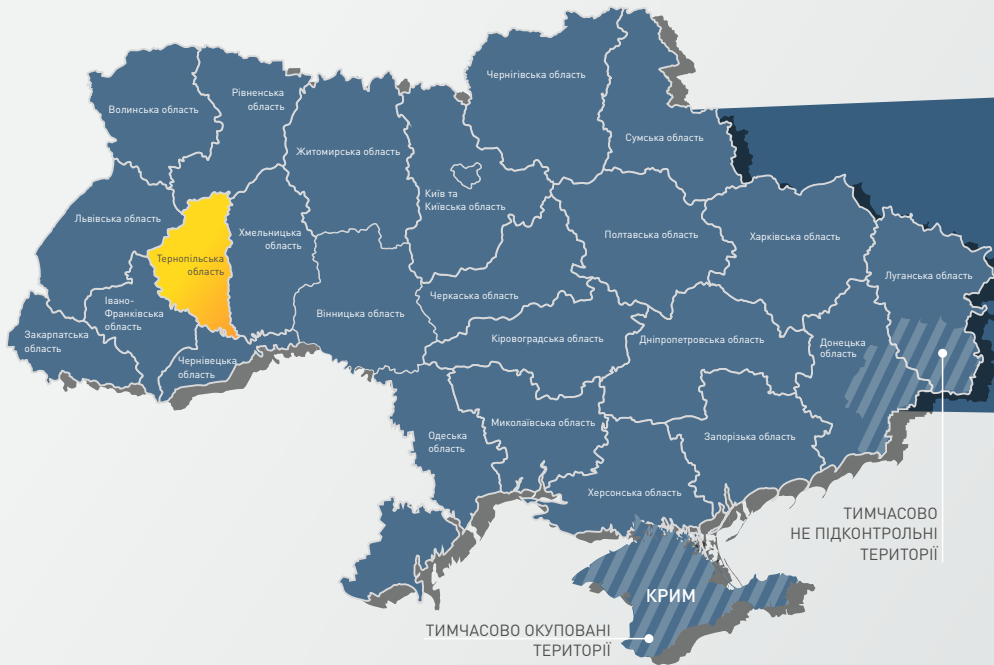 Чернігівська область
Рівненська
область
Волинська область
Сумська область
Житомирська область
Київ та
Київська область
Львівська область
Хмельницька
область
Полтавська область
Харківська область
Тернопільська
область
Луганська область
Івано-
Франківська
область
Черкаська область
Вінницька область
Закарпатська
область
Кіровоградська область
Дніпропетровська область
Донецька
область
Чернівецька
область
Миколаївська область
Одеська
область
Запорізька область
Херсонська область
ТИМЧАСОВО
НЕ ПІДКОНТРОЛЬНІ
ТЕРИТОРІЇ
КРИМ
ТИМЧАСОВО ОКУПОВАНІ
ТЕРИТОРІЇ